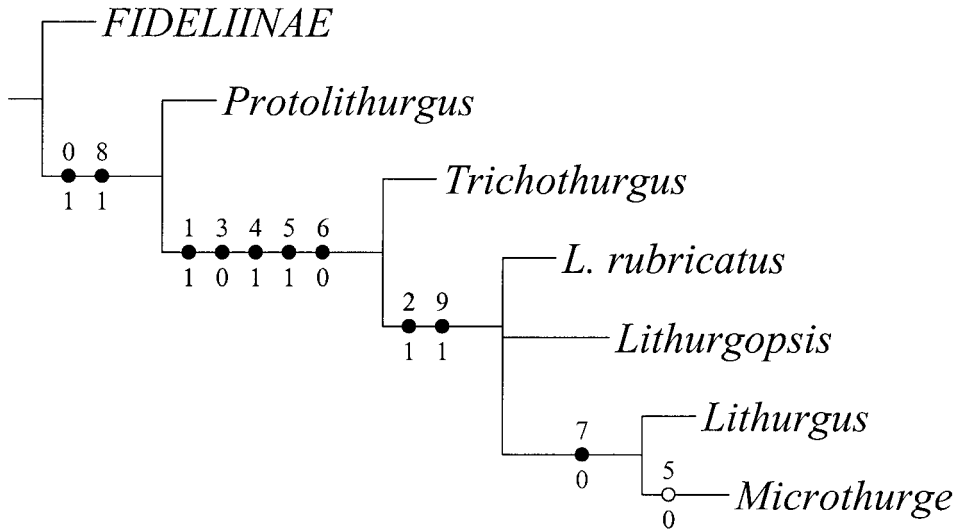 FIDELIINAE
Protolithurgus
0 8
1 1
Trichothurgus
1 3 4 5 6
1 0 1 1 0
L. rubricatus
2 9
1 1
Lithurgopsis
Lithurgus
7
0
5
0
Microthurge